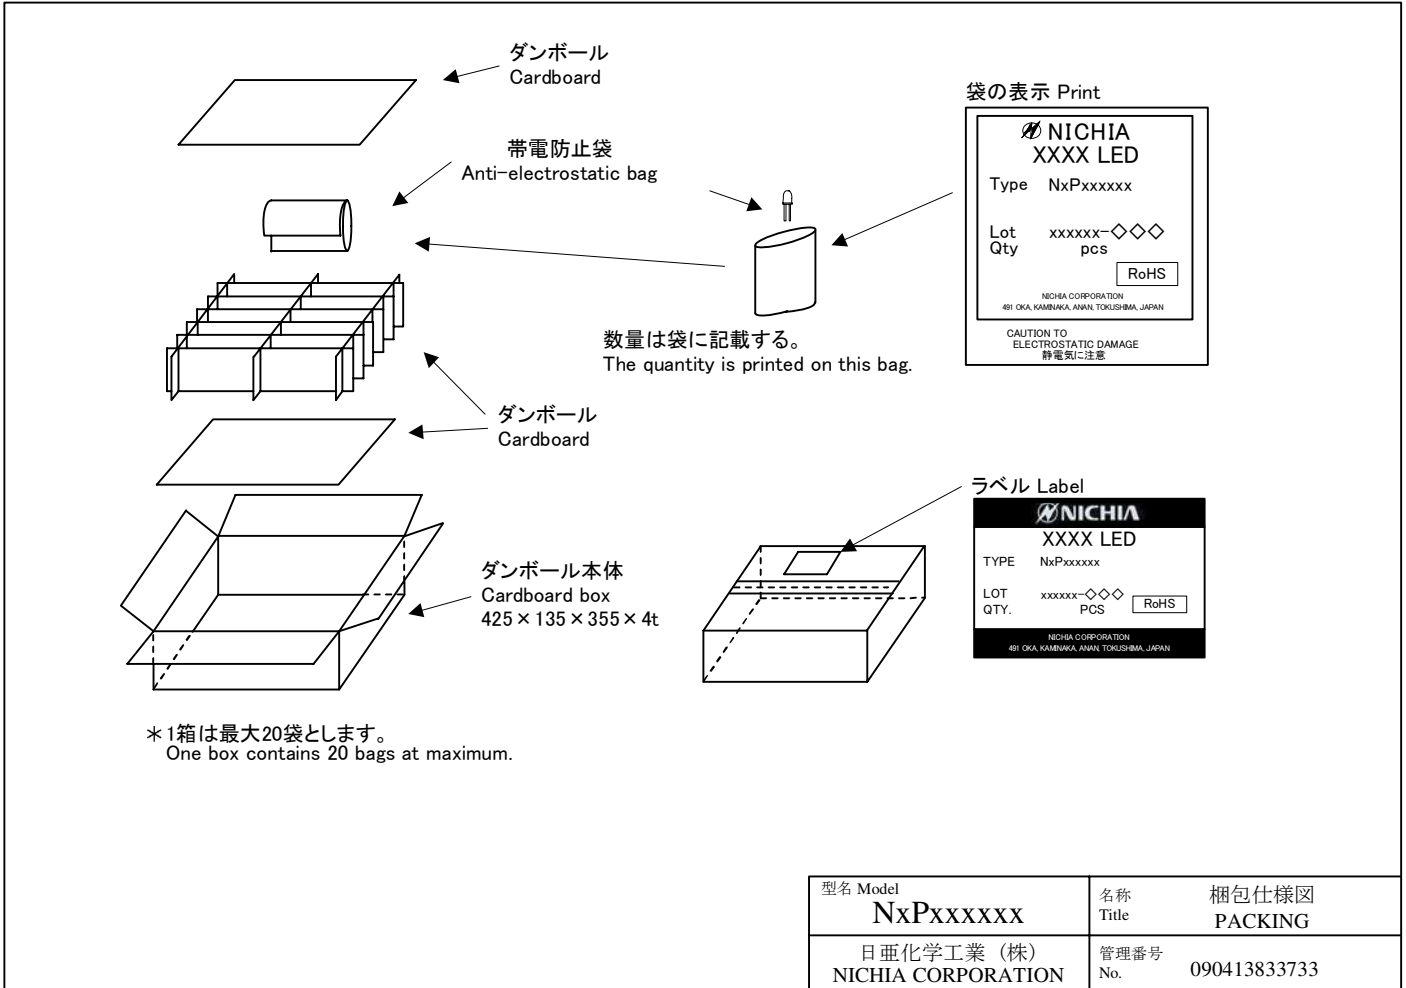 ダンボール
Cardboard
帯電防止袋
Anti-electrostatic bag
袋の表示 Print
NICHIA
XXXX LED
Type NxPxxxxxx
Lot xxxxxx-◇◇◇
Qty pcs
RoHS
NICHIA CORPORATION
491 OKA, KAMINAKA, ANAN, TOKUSHIMA, JAPAN
CAUTION TO
ELECTROSTATIC DAMAGE
静電気に注意
数量は袋に記載する。
The quantity is printed on this bag.
ダンボール
Cardboard
ラベル Label
NICHIA
XXXX LED
TYPE NxPxxxxxx
LOT xxxxxx-◇◇◇
QTY. PCS RoHS
NICHIA CORPORATION
491 OKA, KAMINAKA, ANAN, TOKUSHIMA, JAPAN
ダンボール本体
Cardboard box
425×135×355×4t
＊1箱は最大20袋とします。
One box contains 20 bags at maximum.
型名 Model
NxPxxxxxx
名称 梱包仕様図
Title PACKING
日亜化学工業（株）
NICHIA CORPORATION
管理番号
No. 090413833733